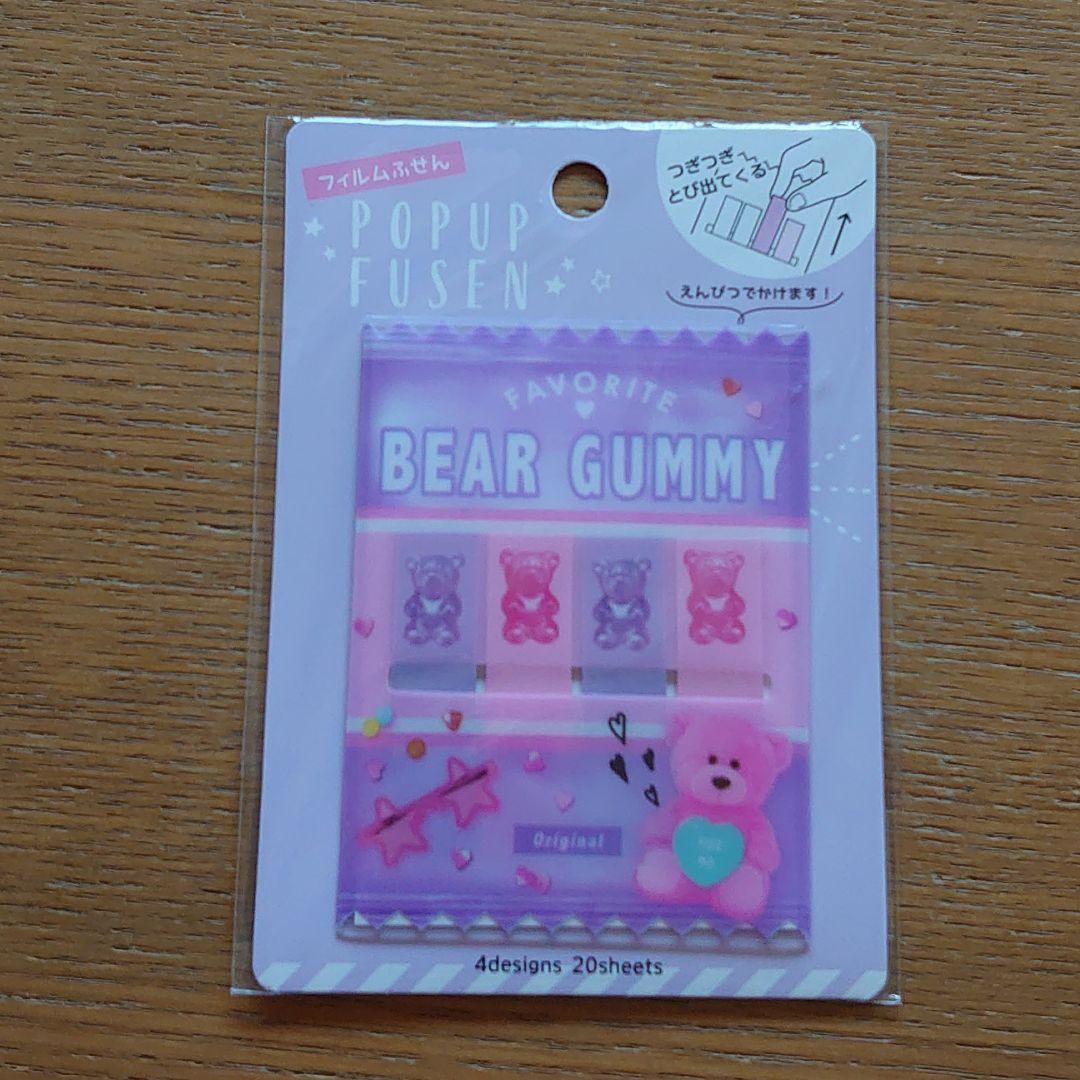 フィルムふせん
POPUP
FUSEN
つぎつぎ〜
とび出てくる〜
えんぴつでかけます！
FAVORITE
BEAR GUMMY
Original
4designs 20sheets